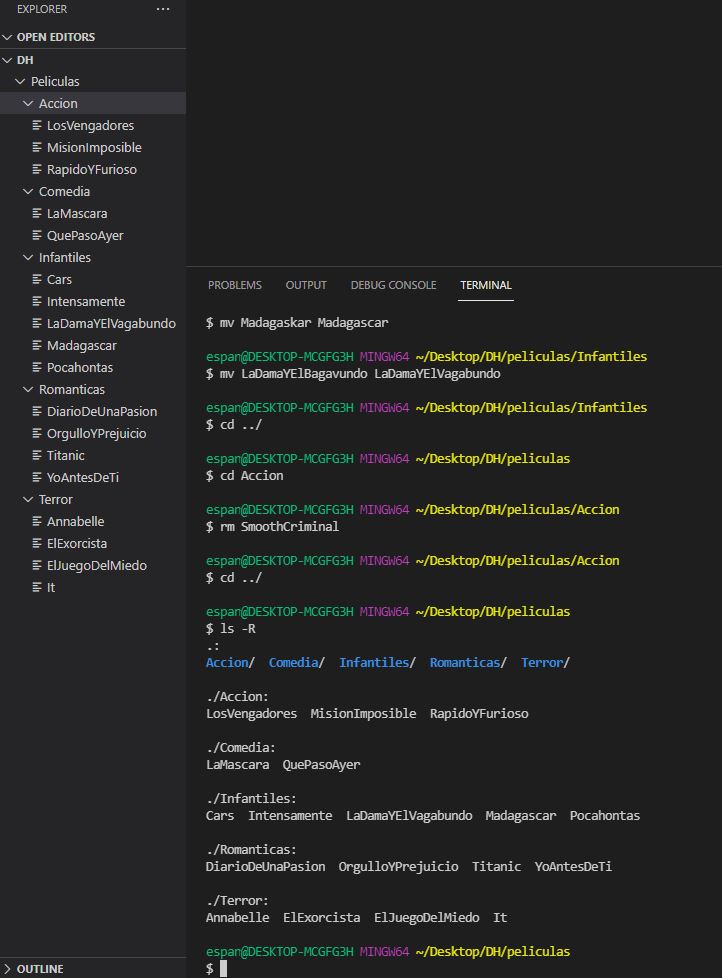 EXPLORER ...
OPEN EDITORS
DH
Peliculas
Accion
LosVengadores
MisionImposible
RapidoYFurioso
Comedia
LaMascara
QuePasoAyer
Infantiles
Cars
Intensamente
LaDamaYElVagabundo
Madagascar
Pocahontas
Romanticas
DiarioDeUnaPasion
OrgulloYPrejuicio
Titanic
YoAntesDeTi
Terror
Annabelle
ElExorcista
ElJuegoDelMiedo
It
OUTLINE
PROBLEMS OUTPUT DEBUG CONSOLE TERMINAL
$ mv Madagaskar Madagascar
espan@DESKTOP-MCGFG3H MINGW64 ~/Desktop/DH/peliculas/Infantiles
$ mv LaDamaYElBagavundo LaDamaYElVagabundo
espan@DESKTOP-MCGFG3H MINGW64 ~/Desktop/DH/peliculas/Infantiles
$ cd ../
espan@DESKTOP-MCGFG3H MINGW64 ~/Desktop/DH/peliculas
$ cd Accion
espan@DESKTOP-MCGFG3H MINGW64 ~/Desktop/DH/peliculas/Accion
$ rm SmoothCriminal
espan@DESKTOP-MCGFG3H MINGW64 ~/Desktop/DH/peliculas/Accion
$ cd ../
espan@DESKTOP-MCGFG3H MINGW64 ~/Desktop/DH/peliculas
$ ls -R
.:
Accion/ Comedia/ Infantiles/ Romanticas/ Terror/
./Accion:
LosVengadores MisionImposible RapidoYFurioso
./Comedia:
LaMascara QuePasoAyer
./Infantiles:
Cars Intensamente LaDamaYElVagabundo Madagascar Pocahontas
./Romanticas:
DiarioDeUnaPasion OrgulloYPrejuicio Titanic YoAntesDeTi
./Terror:
Annabelle ElExorcista ElJuegoDelMiedo It
espan@DESKTOP-MCGFG3H MINGW64 ~/Desktop/DH/peliculas
$